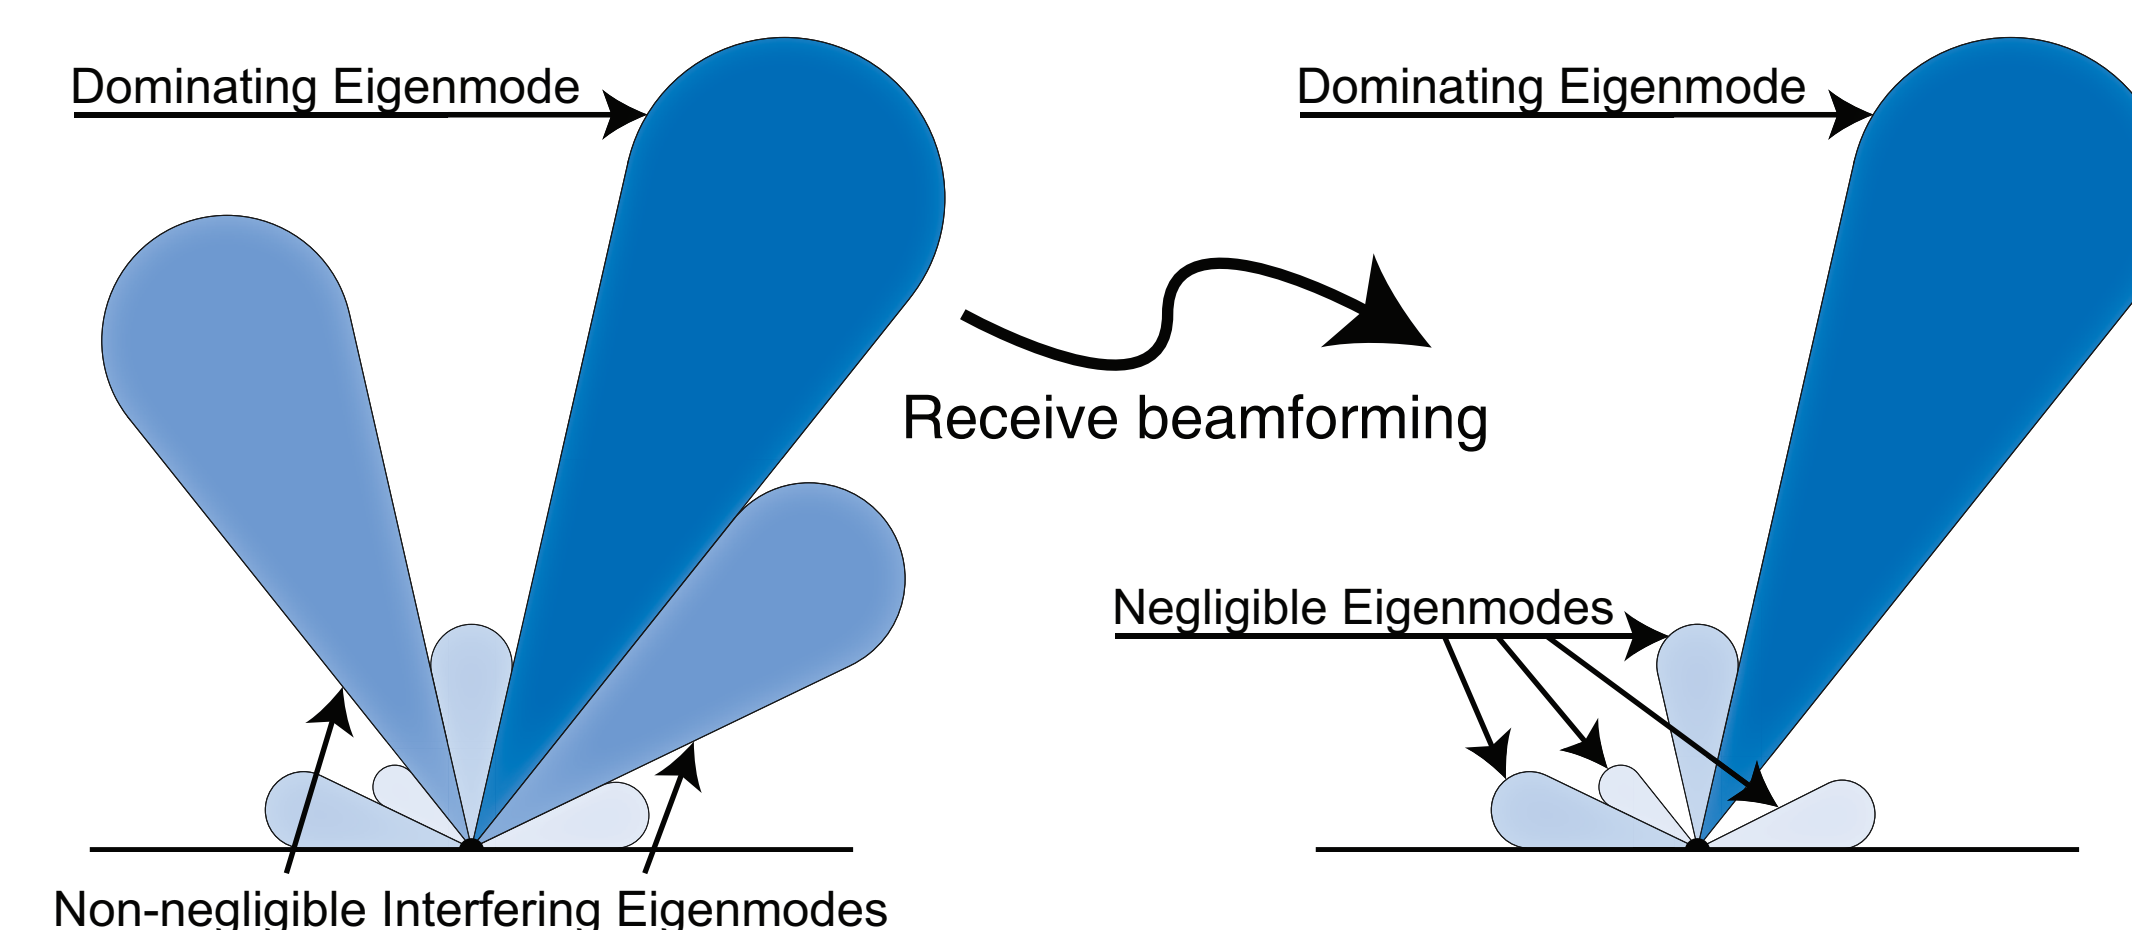 Dominating Eigenmode
Dominating Eigenmode
Receive beamforming
Negligible Eigenmodes
Non-negligible Interfering Eigenmodes